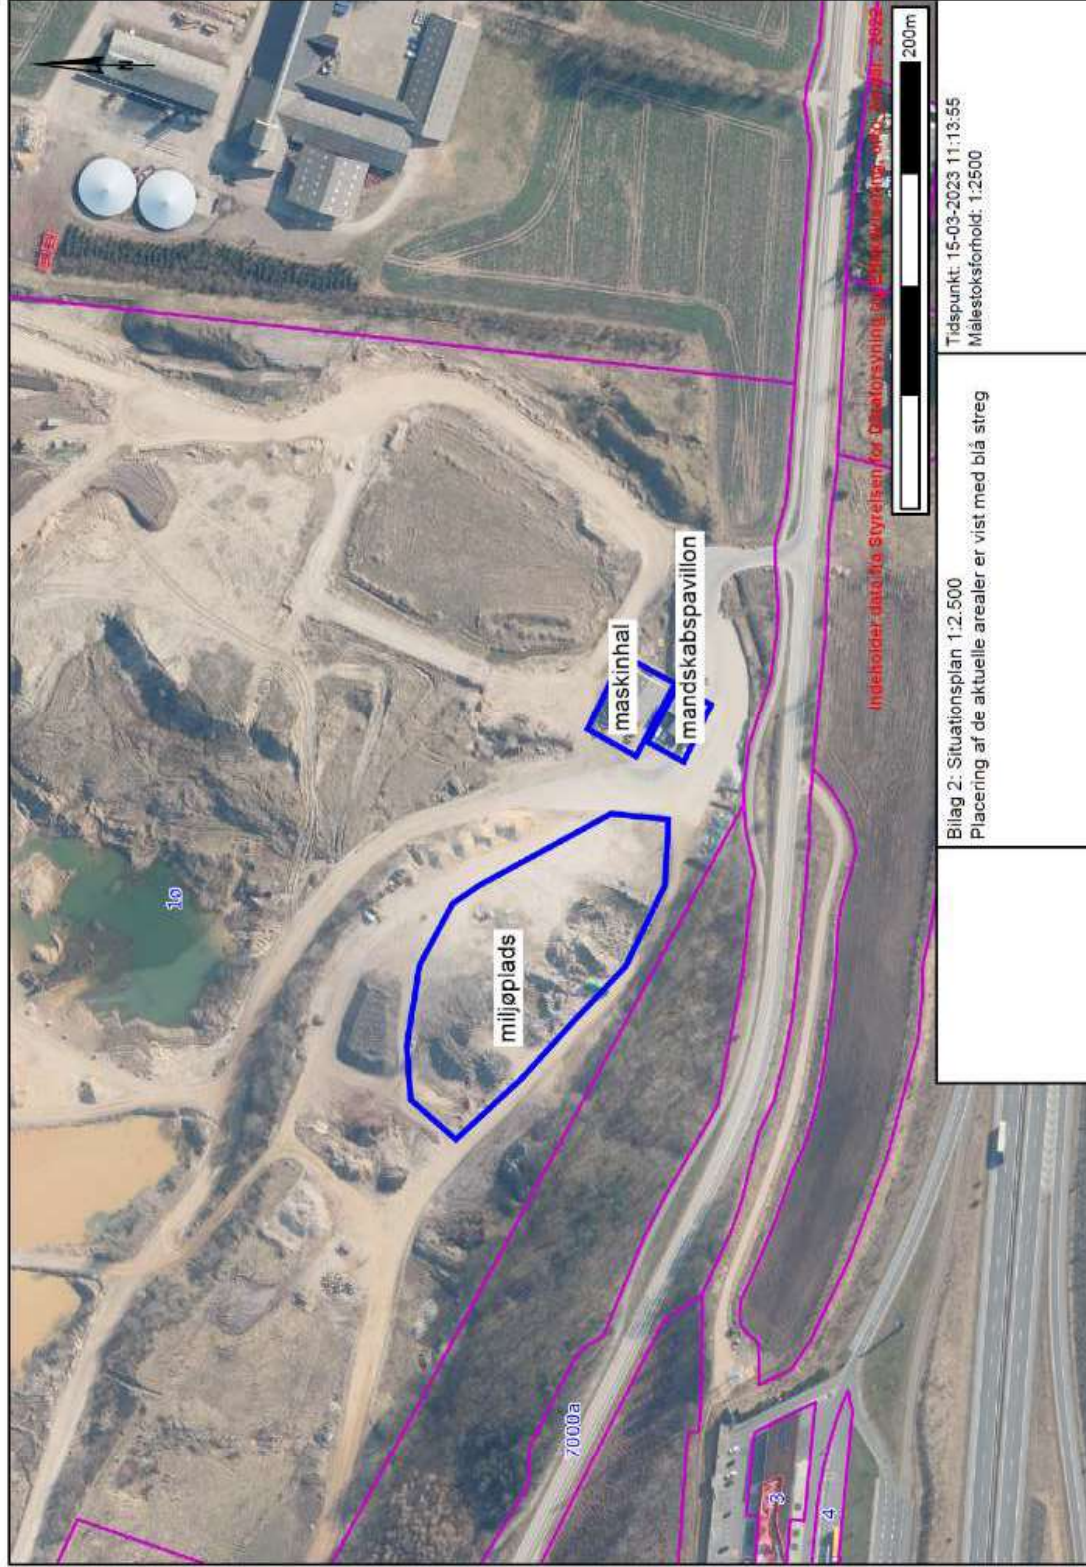 N
1ø
miljøplads
maskinhal
mandskabspavillon
7000a
3
4
200m
Bilag 2: Situationsplan 1:2.500
Placering af de aktuelle arealer er vist med blå streg
Tidspunkt: 15-03-2023 11:13:55
Målestoksforhold: 1:2500
Indeholder data fra Styrelsen for Dataforsyning og Effektivisering,